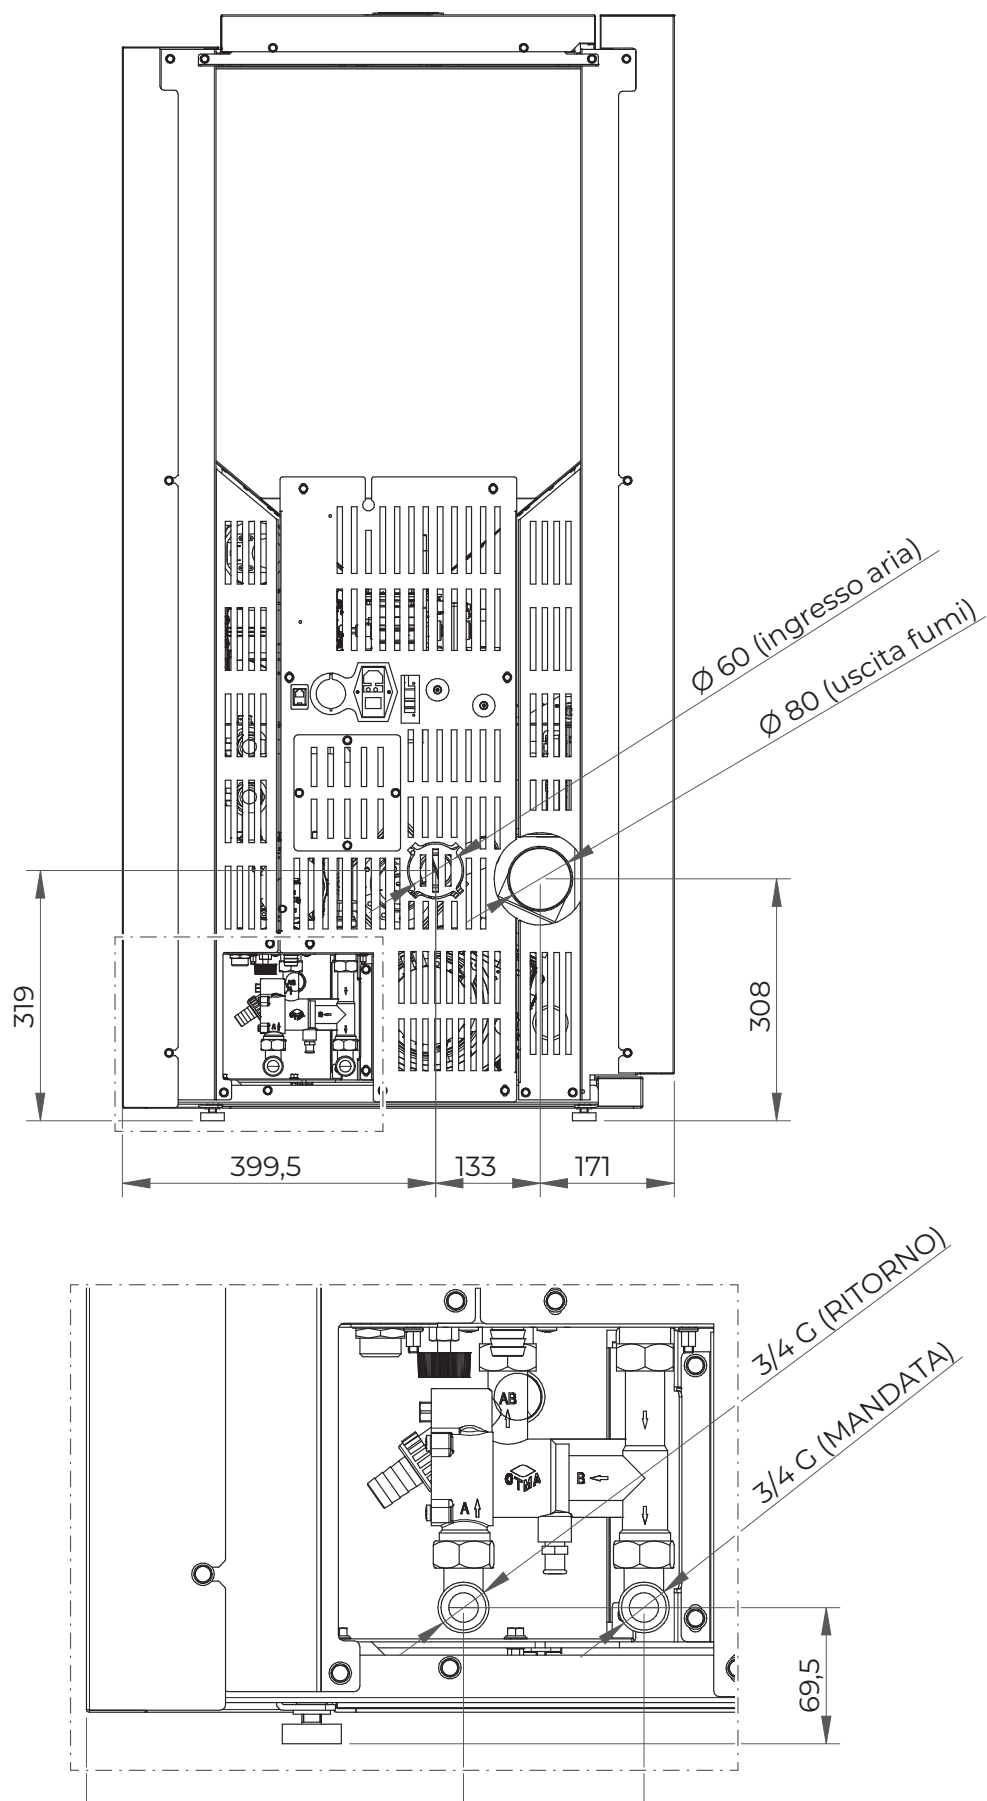 Ø 60 (ingresso aria)
Ø 80 (uscita fumi)
319
308
399,5
133
171
3/4 G (RITORNO)
3/4 G (MANDATA)
AB
B
A
69,5